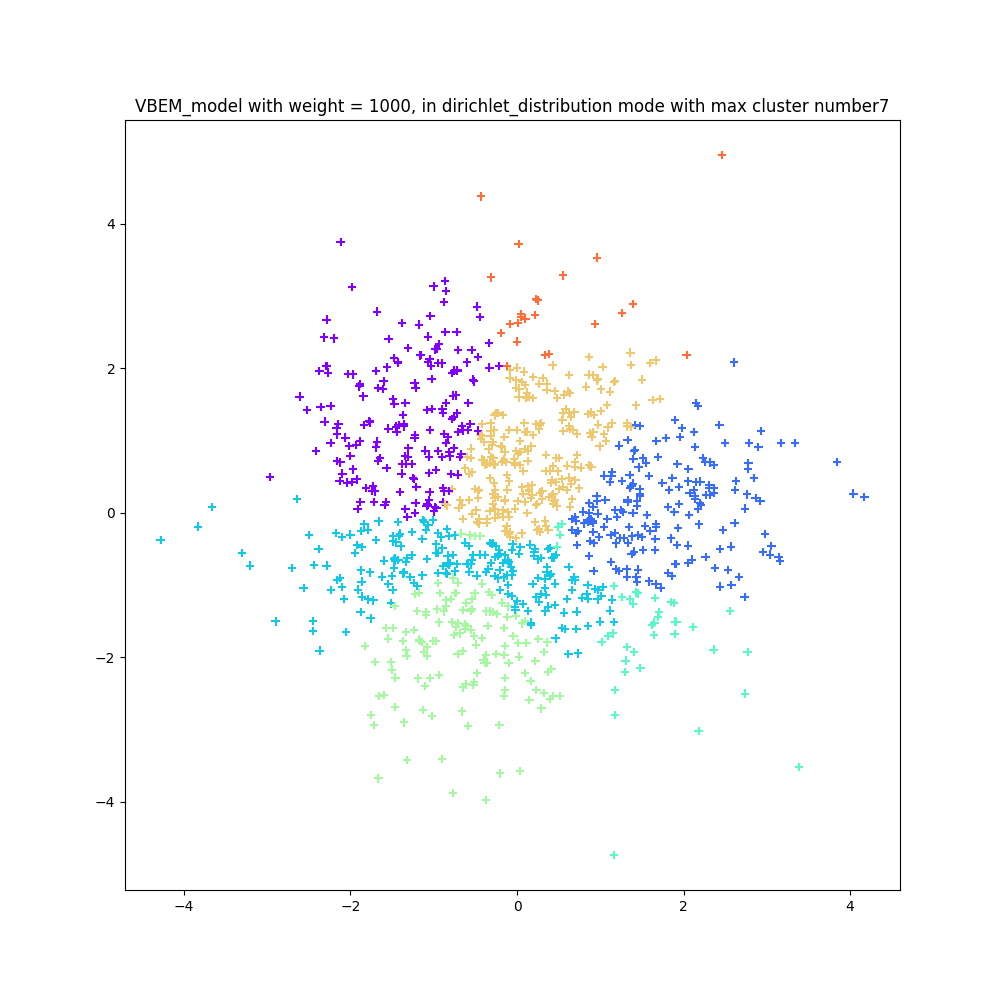 VBEM_model with weight = 1000, in dirichlet_distribution mode with max cluster number7
4
2
0
−2
−4
−4 −2 0 2 4